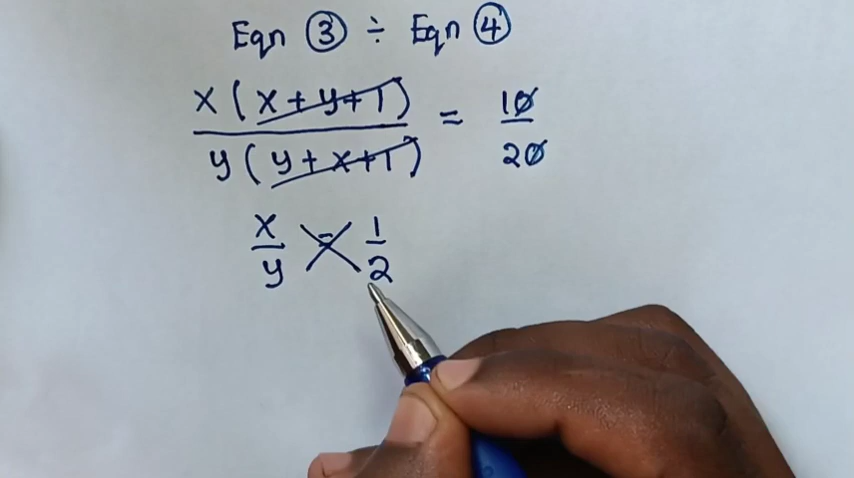 Eqn ③ ÷ Eqn ④
x(x+y+1) / y(y+x+1) = 10/20
x/y = 1/2